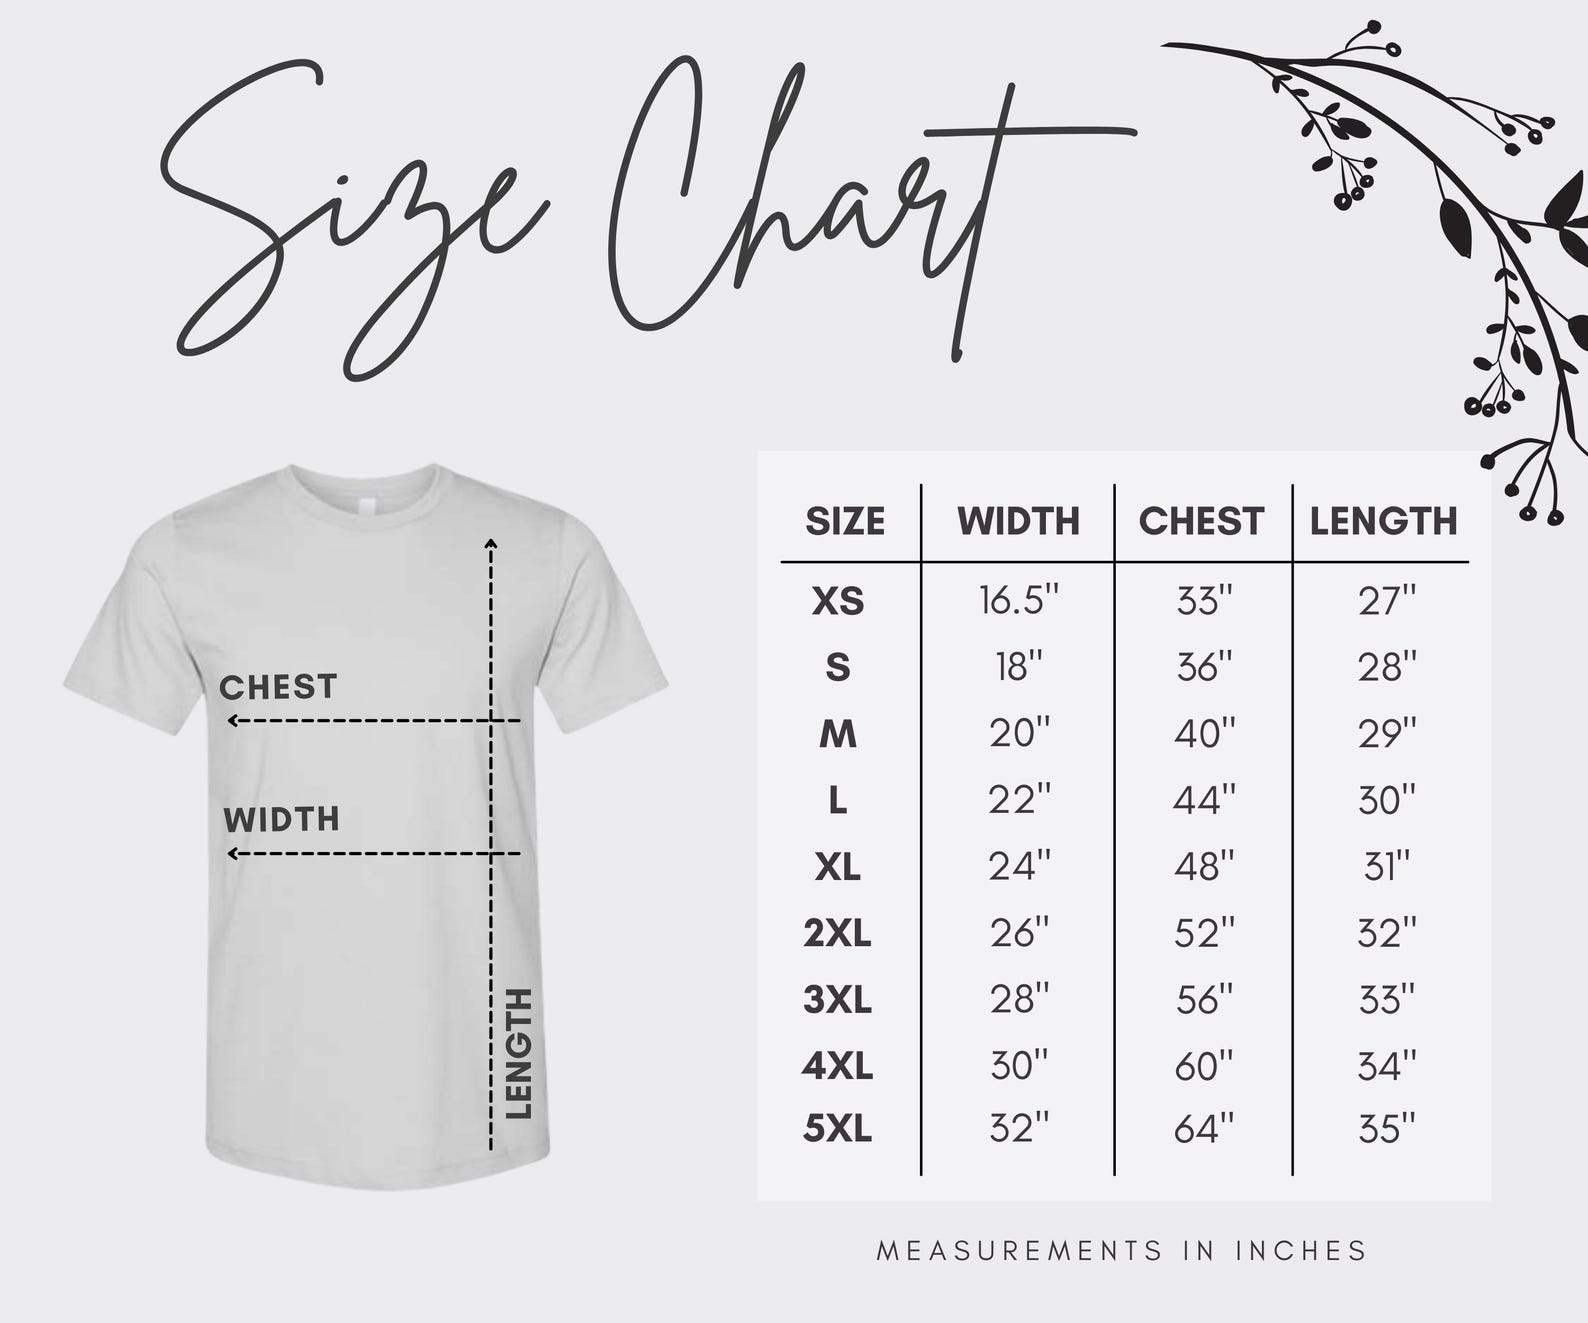 Size Chart
CHEST
WIDTH
LENGTH
SIZE WIDTH CHEST LENGTH
XS 16.5" 33" 27"
S 18" 36" 28"
M 20" 40" 29"
L 22" 44" 30"
XL 24" 48" 31"
2XL 26" 52" 32"
3XL 28" 56" 33"
4XL 30" 60" 34"
5XL 32" 64" 35"
MEASUREMENTS IN INCHES